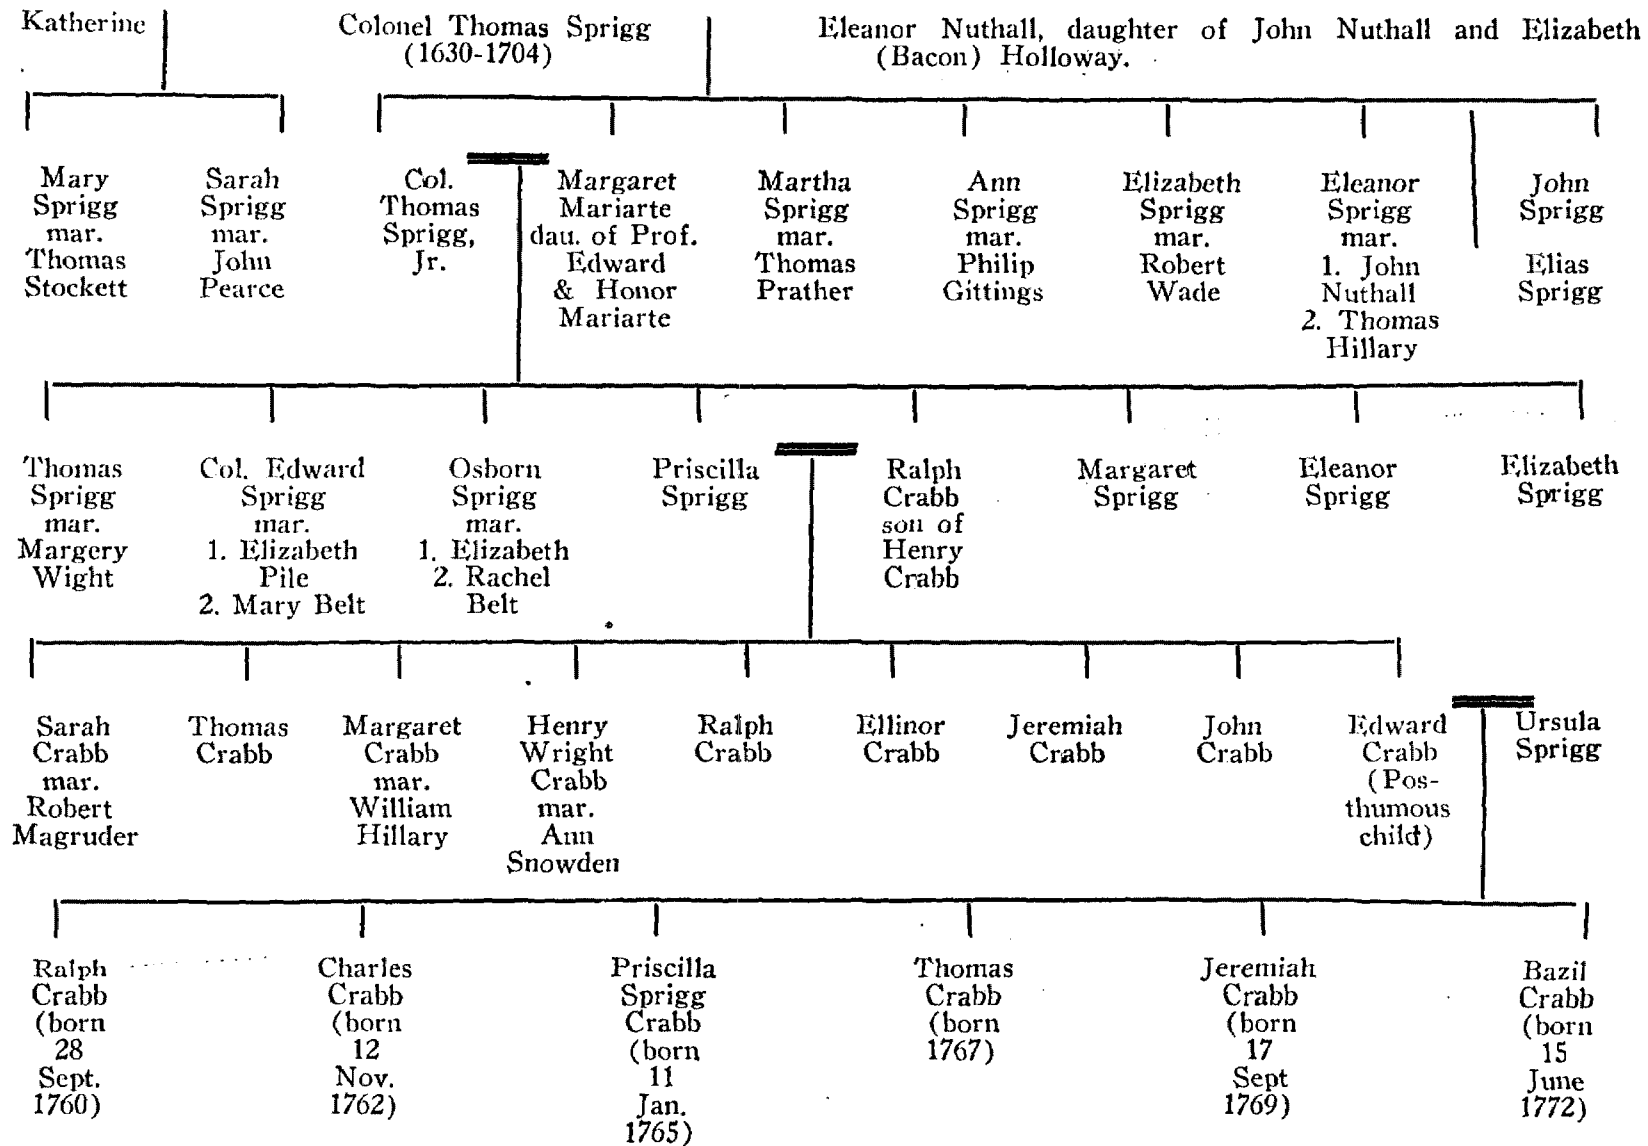 Katherine
Colonel Thomas Sprigg
(1630-1704)
Eleanor Nuthall, daughter of John Nuthall and Elizabeth
(Bacon) Holloway.
Mary
Sprigg
mar.
Thomas
Stockett
Sarah
Sprigg
mar.
John
Pearce
Col.
Thomas
Sprigg,
Jr.
Margaret
Mariarte
dau. of Prof.
Edward
& Honor
Mariarte
Martha
Sprigg
mar.
Thomas
Prather
Ann
Sprigg
mar.
Philip
Gittings
Elizabeth
Sprigg
mar.
Robert
Wade
Eleanor
Sprigg
mar.
1. John
Nuthall
2. Thomas
Hillary
John
Sprigg
Elias
Sprigg
Thomas
Sprigg
mar.
Margery
Wight
Col. Edward
Sprigg
mar.
1. Elizabeth
Pile
2. Mary Belt
Osborn
Sprigg
mar.
1. Elizabeth
2. Rachel
Belt
Priscilla
Sprigg
Ralph
Crabb
son of
Henry
Crabb
Margaret
Sprigg
Eleanor
Sprigg
Elizabeth
Sprigg
Sarah
Crabb
mar.
Robert
Magruder
Thomas
Crabb
Margaret
Crabb
mar.
William
Hillary
Henry
Wright
Crabb
mar.
Ann
Snowden
Ralph
Crabb
Ellinor
Crabb
Jeremiah
Crabb
John
Crabb
Edward
Crabb
(Pos-
thumous
child)
Ursula
Sprigg
Ralph
Crabb
(born
28
Sept.
1760)
Charles
Crabb
(born
12
Nov.
1762)
Priscilla
Sprigg
Crabb
(born
11
Jan.
1765)
Thomas
Crabb
(born
1767)
Jeremiah
Crabb
(born
17
Sept
1769)
Bazil
Crabb
(born
15
June
1772)